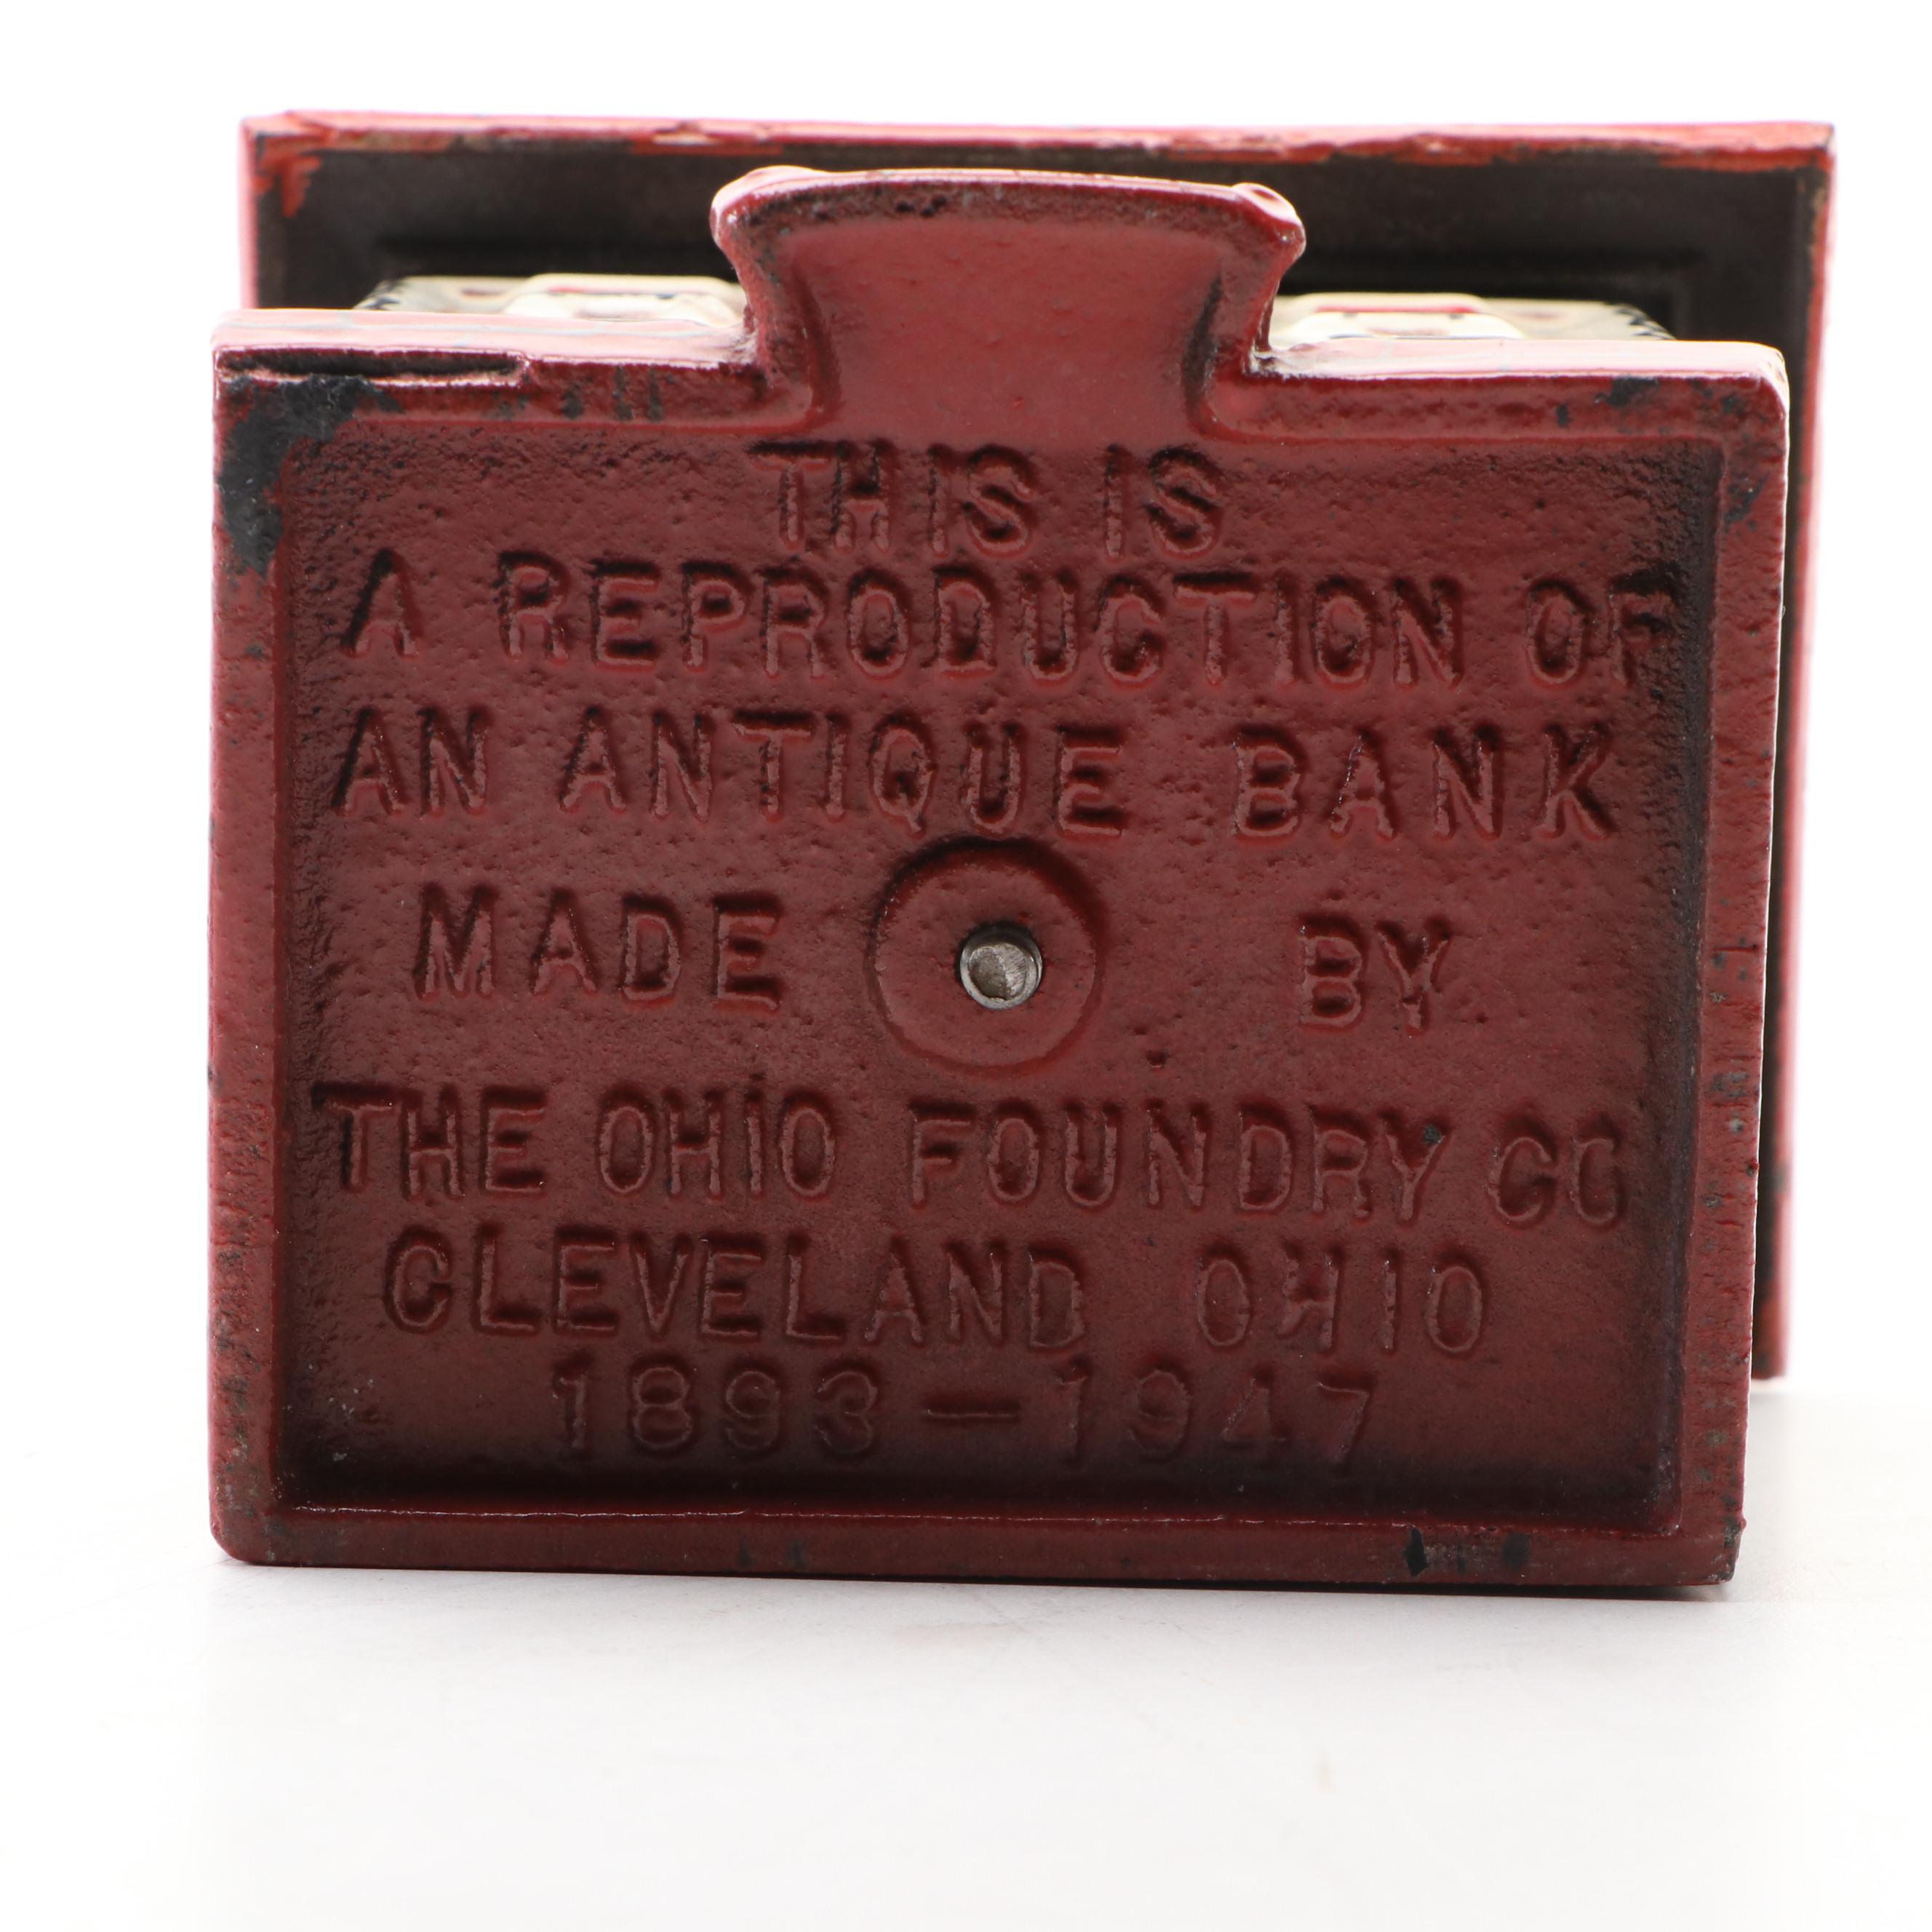 THIS IS
A REPRODUCTION OF
AN ANTIQUE BANK
MADE BY
THE OHIO FOUNDRY CO
CLEVELAND OHIO
1893-1947